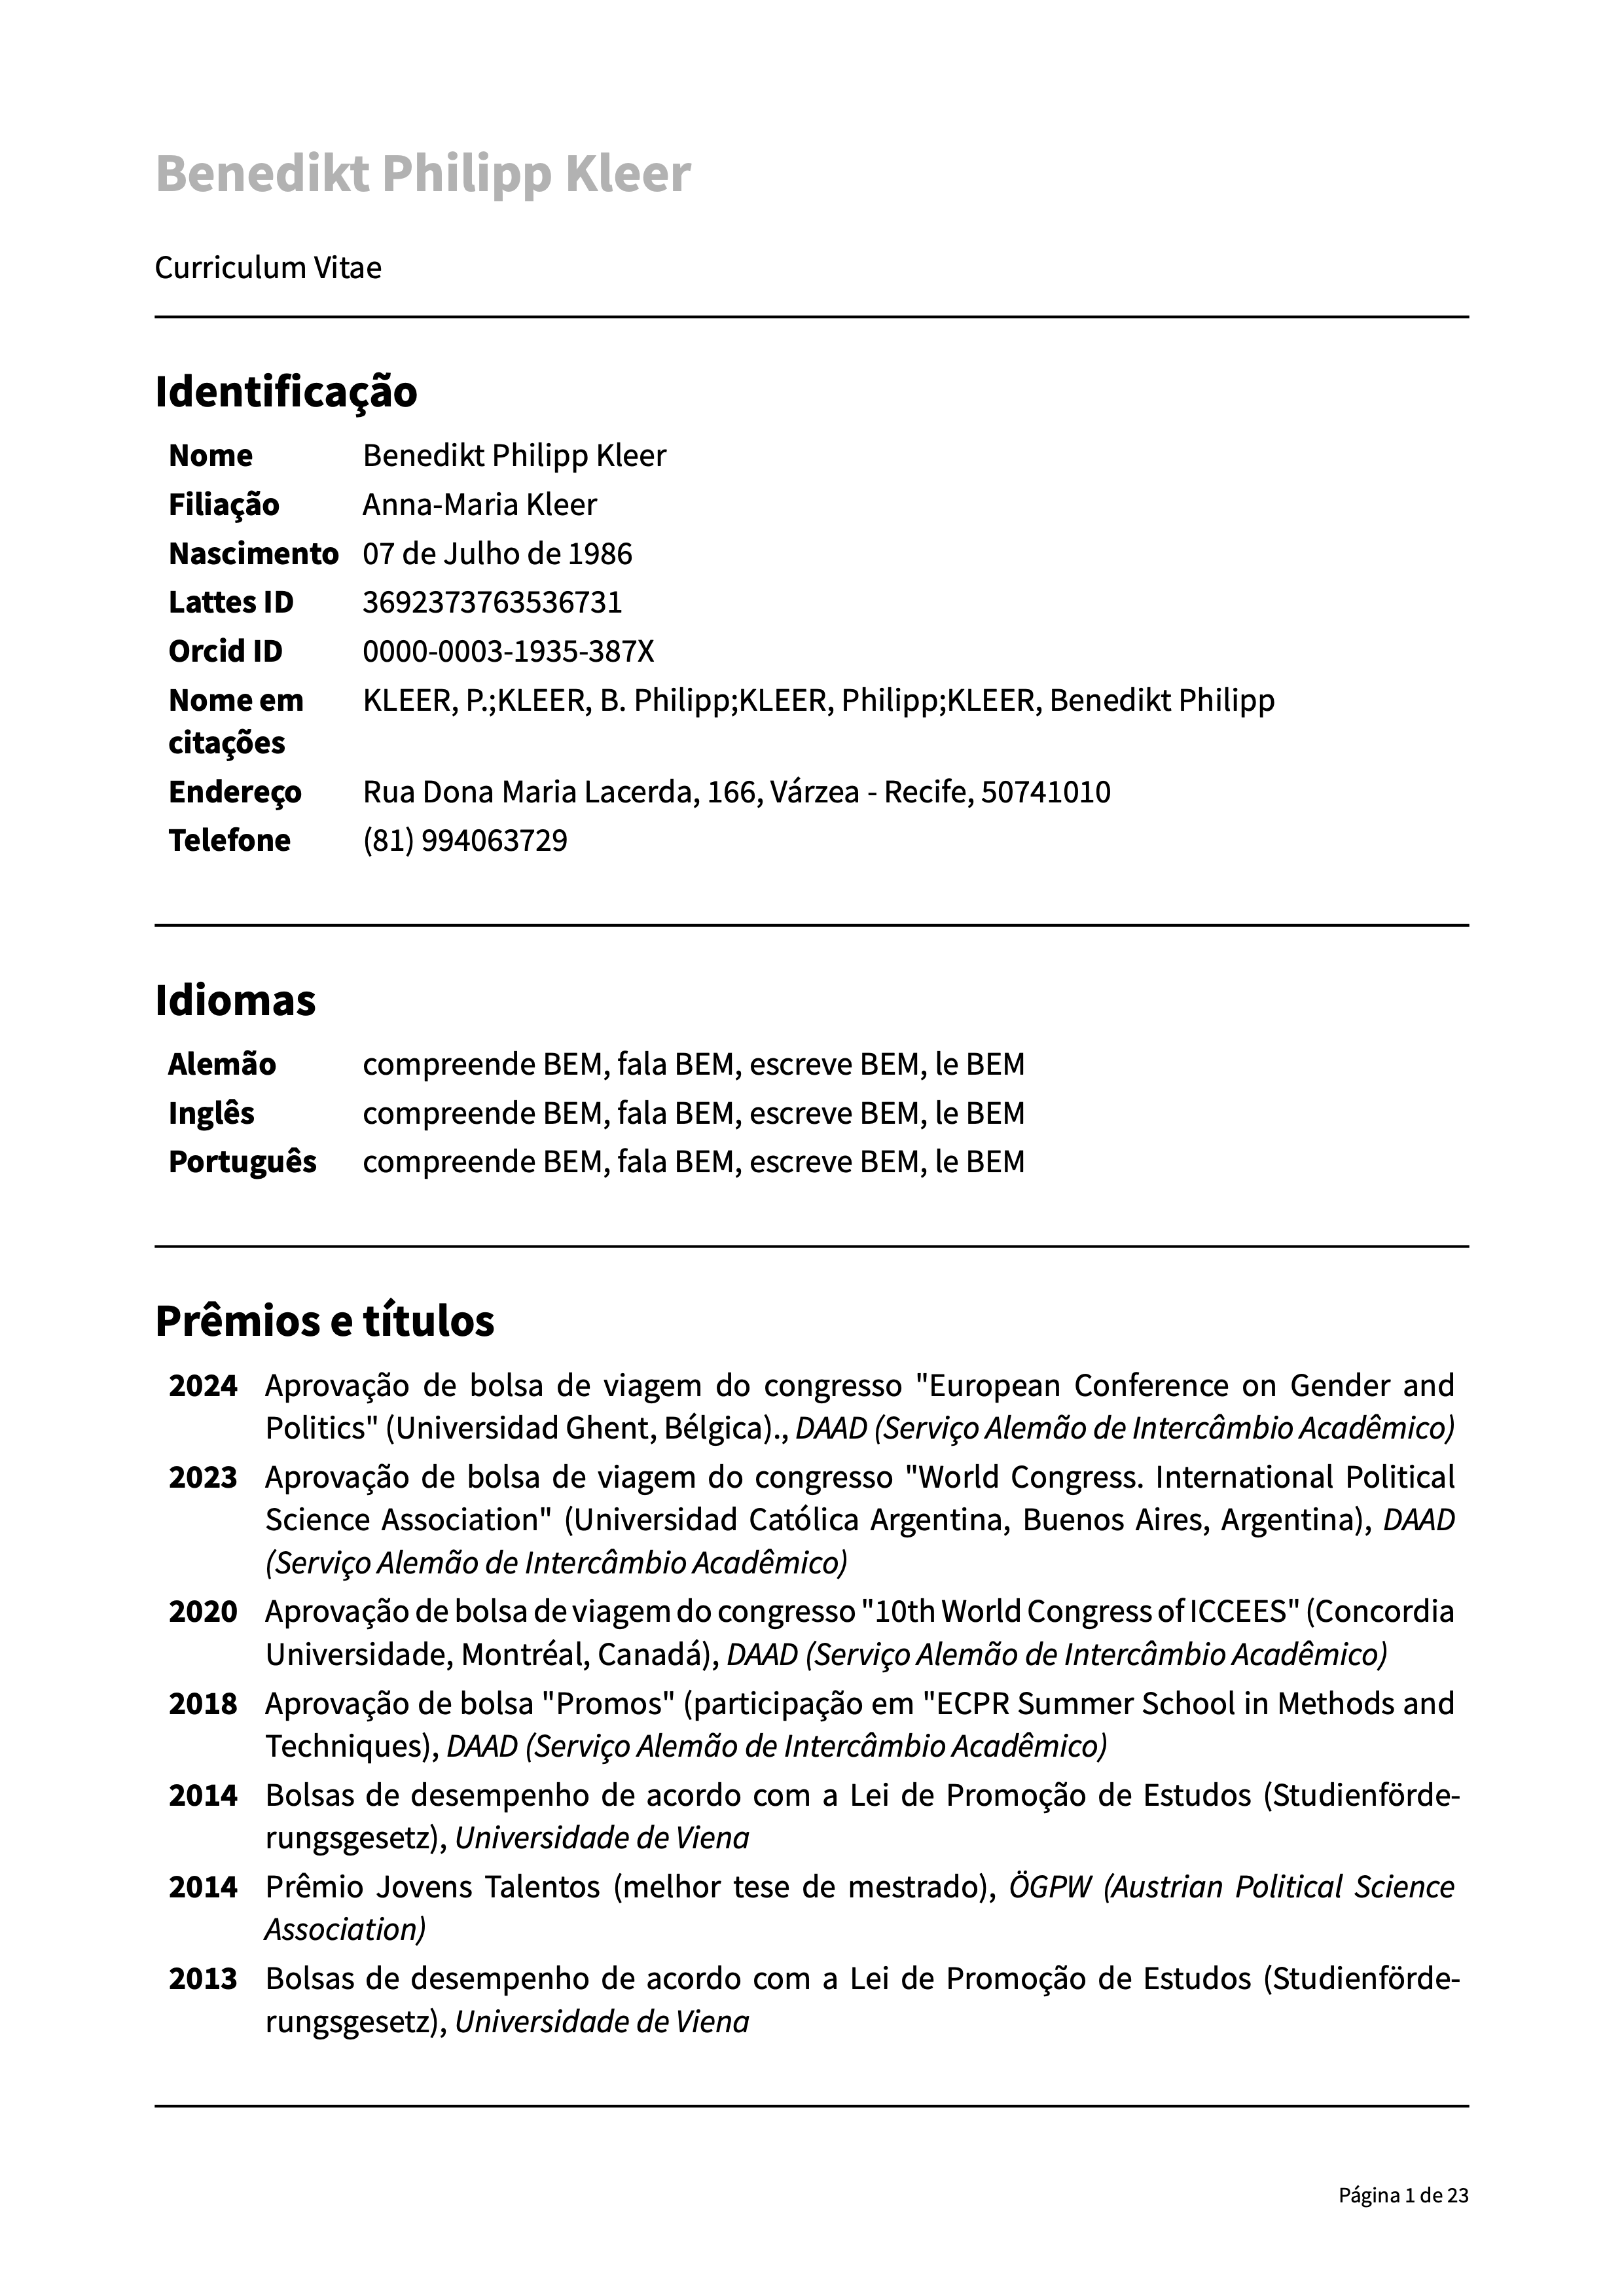 Benedikt Philipp Kleer
Curriculum Vitae
Identificação
Nome Benedikt Philipp Kleer
Filiação Anna-Maria Kleer
Nascimento 07 de Julho de 1986
Lattes ID 3692373763536731
Orcid ID 0000-0003-1935-387X
Nome em KLEER, P.;KLEER, B. Philipp;KLEER, Philipp;KLEER, Benedikt Philipp
citações
Endereço Rua Dona Maria Lacerda, 166, Várzea - Recife, 50741010
Telefone (81) 994063729
Idiomas
Alemão compreende BEM, fala BEM, escreve BEM, le BEM
Inglês compreende BEM, fala BEM, escreve BEM, le BEM
Português compreende BEM, fala BEM, escreve BEM, le BEM
Prêmios e títulos
2024 Aprovação de bolsa de viagem do congresso "European Conference on Gender and
Politics" (Universidad Ghent, Bélgica)., DAAD (Serviço Alemão de Intercâmbio Acadêmico)
2023 Aprovação de bolsa de viagem do congresso "World Congress. International Political
Science Association" (Universidad Católica Argentina, Buenos Aires, Argentina), DAAD
(Serviço Alemão de Intercâmbio Acadêmico)
2020 Aprovação de bolsa de viagem do congresso "10th World Congress of ICCEES" (Concordia
Universidade, Montréal, Canadá), DAAD (Serviço Alemão de Intercâmbio Acadêmico)
2018 Aprovação de bolsa "Promos" (participação em "ECPR Summer School in Methods and
Techniques), DAAD (Serviço Alemão de Intercâmbio Acadêmico)
2014 Bolsas de desempenho de acordo com a Lei de Promoção de Estudos (Studienförde-
rungsgesetz), Universidade de Viena
2014 Prêmio Jovens Talentos (melhor tese de mestrado), ÖGPW (Austrian Political Science
Association)
2013 Bolsas de desempenho de acordo com a Lei de Promoção de Estudos (Studienförde-
rungsgesetz), Universidade de Viena
Página 1 de 23